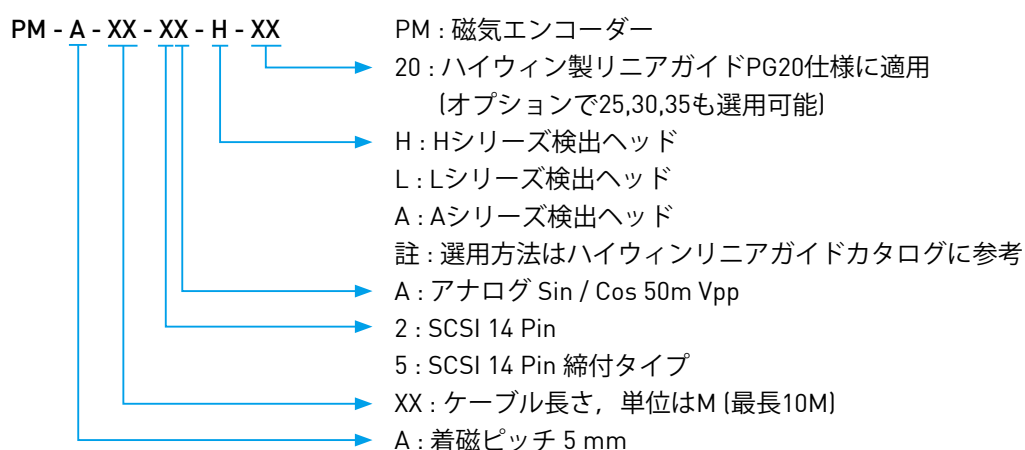 PM - A - XX - XX - H - XX
PM : 磁気エンコーダー
20 : ハイウィン製リニアガイドPG20仕様に適用
(オプションで25,30,35も選用可能)
H : Hシリーズ検出ヘッド
L : Lシリーズ検出ヘッド
A : Aシリーズ検出ヘッド
註 : 選用方法はハイウィンリニアガイドカタログに参考
A : アナログ Sin / Cos 50m Vpp
2 : SCSI 14 Pin
5 : SCSI 14 Pin 締付タイプ
XX : ケーブル長さ，単位はM (最長10M)
A : 着磁ピッチ 5 mm